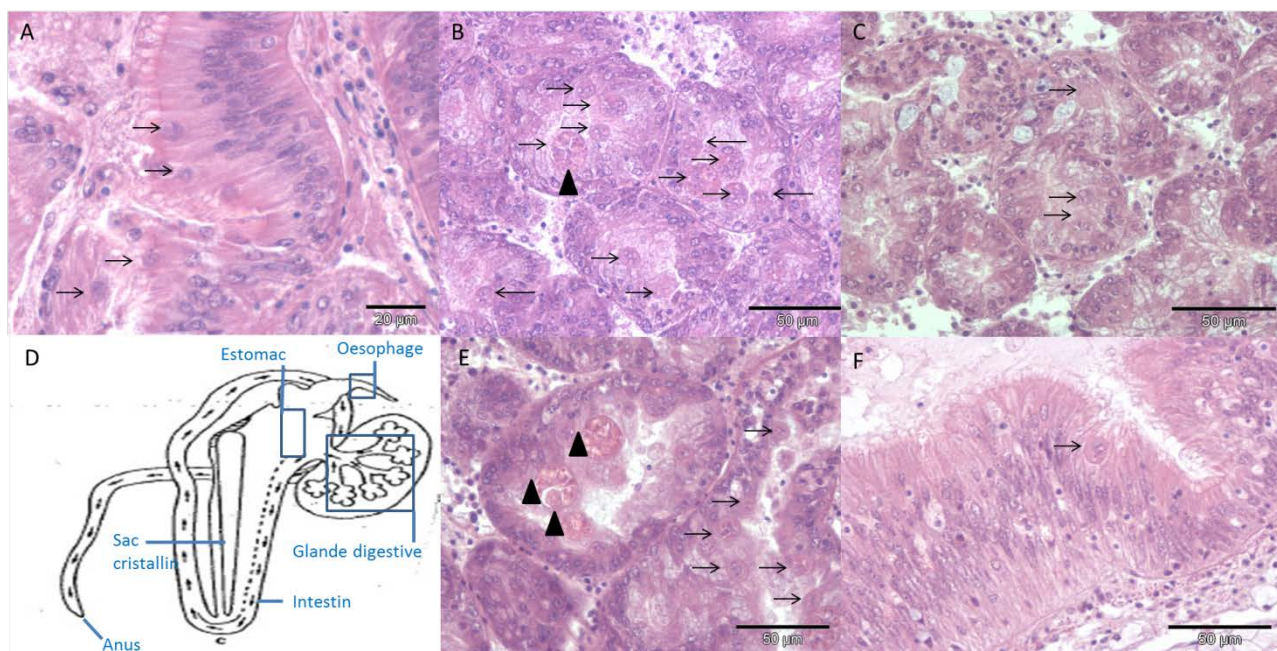 A
20 µm
B
50 µm
C
50 µm
D
Estomac
Oesophage
Sac
cristallin
Glande digestive
Intestin
Anus
E
50 µm
F
50 µm